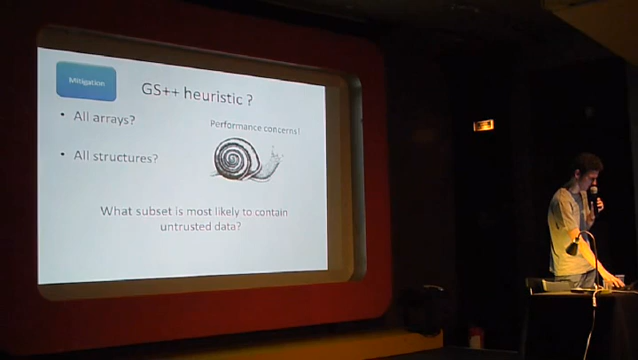 Mitigation
GS++ heuristic ?
• All arrays?
Performance concerns!
• All structures?
What subset is most likely to contain
untrusted data?